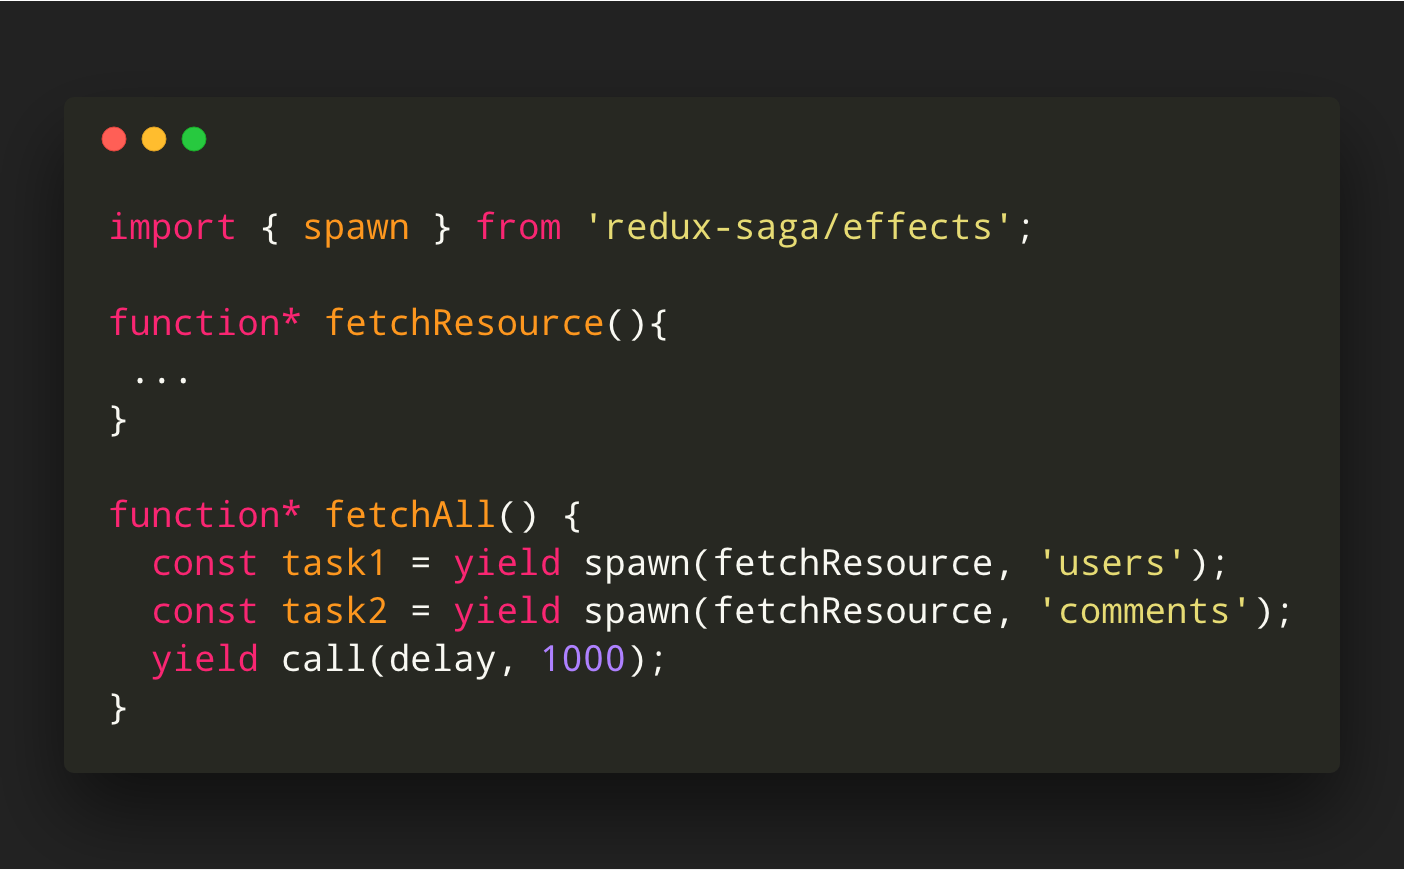 import { spawn } from 'redux-saga/effects';
function* fetchResource(){
 ...
}
function* fetchAll() {
  const task1 = yield spawn(fetchResource, 'users');
  const task2 = yield spawn(fetchResource, 'comments');
  yield call(delay, 1000);
}